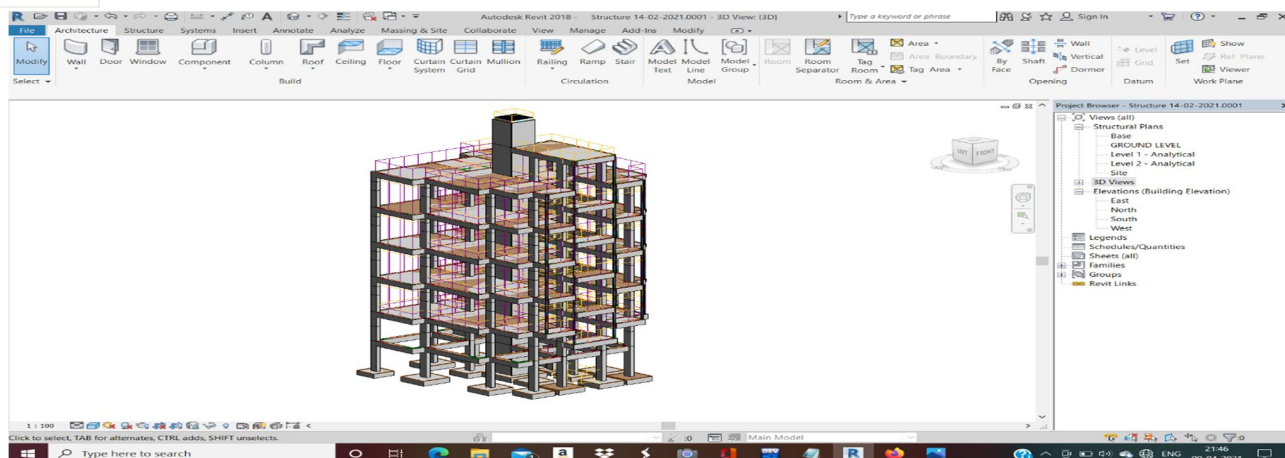 Autodesk Revit 2018 - Structure 14-02-2021.0001 - 3D View: {3D}
Type a keyword or phrase
Sign In
File Architecture Structure Systems Insert Annotate Analyze Massing & Site Collaborate View Manage Add-Ins Modify
Modify
Wall Door Window Component Column Roof Ceiling Floor Curtain System Curtain Grid Mullion Railing Ramp Stair Model Text Model Line Model Group Room Room Separator Tag Room
Area
Area Boundary
Tag Area
By Face Shaft
Wall
Vertical
Dormer
Level
Grid
Set
Show
Ref Plane
Viewer
Select Build Circulation Model Room & Area Opening Datum Work Plane
LEFT FRONT
Project Browser - Structure 14-02-2021.0001
Views (all)
Structural Plans
Base
GROUND LEVEL
Level 1 - Analytical
Level 2 - Analytical
Site
3D Views
Elevations (Building Elevation)
East
North
South
West
Legends
Schedules/Quantities
Sheets (all)
Families
Groups
Revit Links
1 : 100
Click to select, TAB for alternates, CTRL adds, SHIFT unselects.
:0
Main Model
:0
Type here to search
ENG
21:46